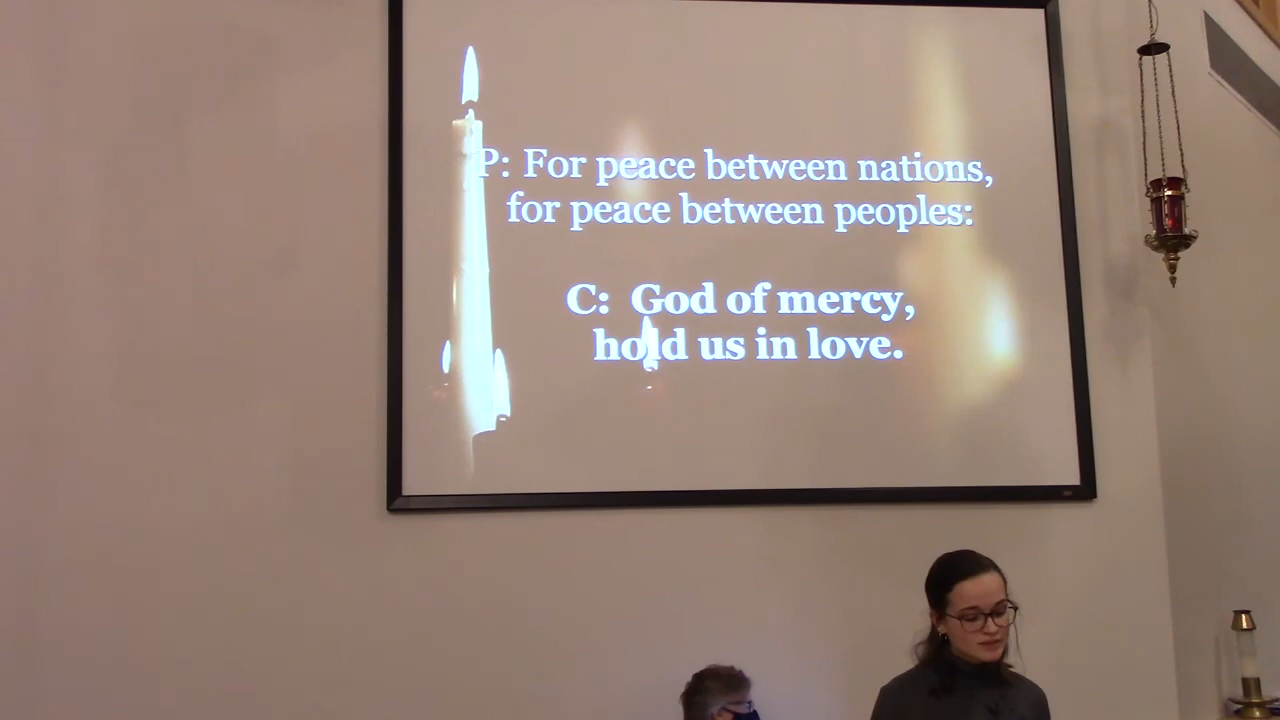 P: For peace between nations,
for peace between peoples:
C: God of mercy,
hold us in love.